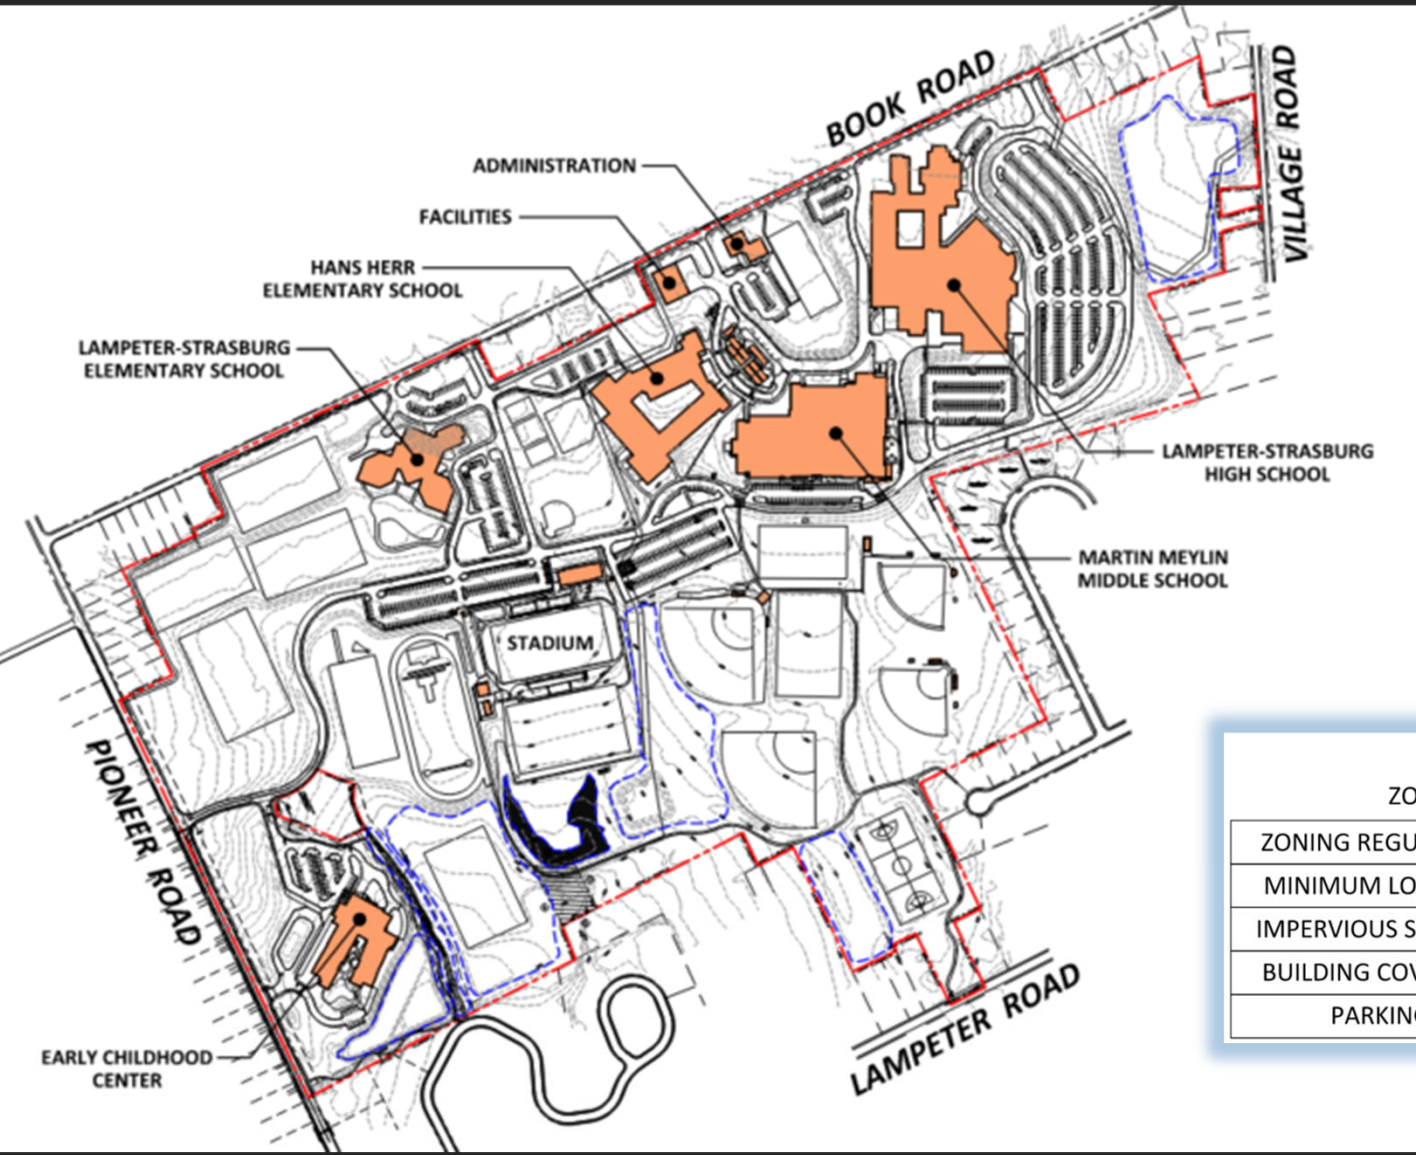 BOOK ROAD
VILLAGE ROAD
ADMINISTRATION
FACILITIES
HANS HERR
ELEMENTARY SCHOOL
LAMPETER-STRASBURG
ELEMENTARY SCHOOL
LAMPETER-STRASBURG
HIGH SCHOOL
MARTIN MEYLIN
MIDDLE SCHOOL
STADIUM
PIONEER ROAD
EARLY CHILDHOOD
CENTER
LAMPETER ROAD
ZO
ZONING REGU
MINIMUM LO
IMPERVIOUS S
BUILDING COV
PARKING